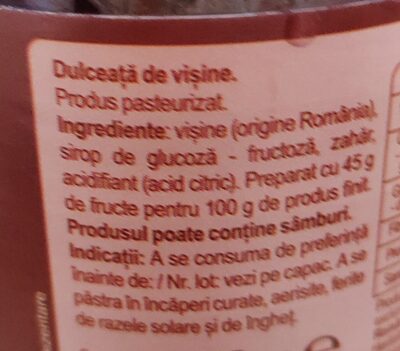 Dulceață de vișine.
Produs pasteurizat.
Ingrediente: vișine (origine România),
sirop de glucoză - fructoză, zahăr,
acidifiant (acid citric). Preparat cu 45 g
de fructe pentru 100 g de produs finit.
Produsul poate conține sâmburi.
Indicații: A se consuma de preferință
înainte de: / Nr. lot: vezi pe capac. A se
păstra în încăperi curate, aerisite, ferite
de razele solare și de îngheț.